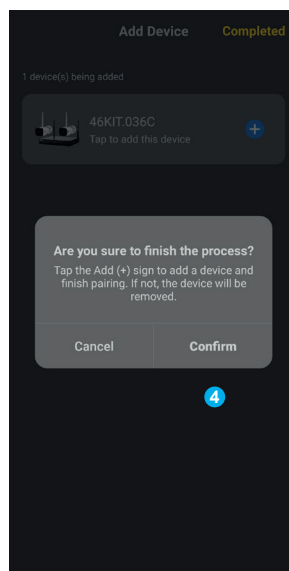 Add Device
Completed
1 device(s) being added
46KIT.036C
Tap to add this device
Are you sure to finish the process?
Tap the Add (+) sign to add a device and
finish pairing. If not, the device will be
removed.
Cancel
Confirm
4